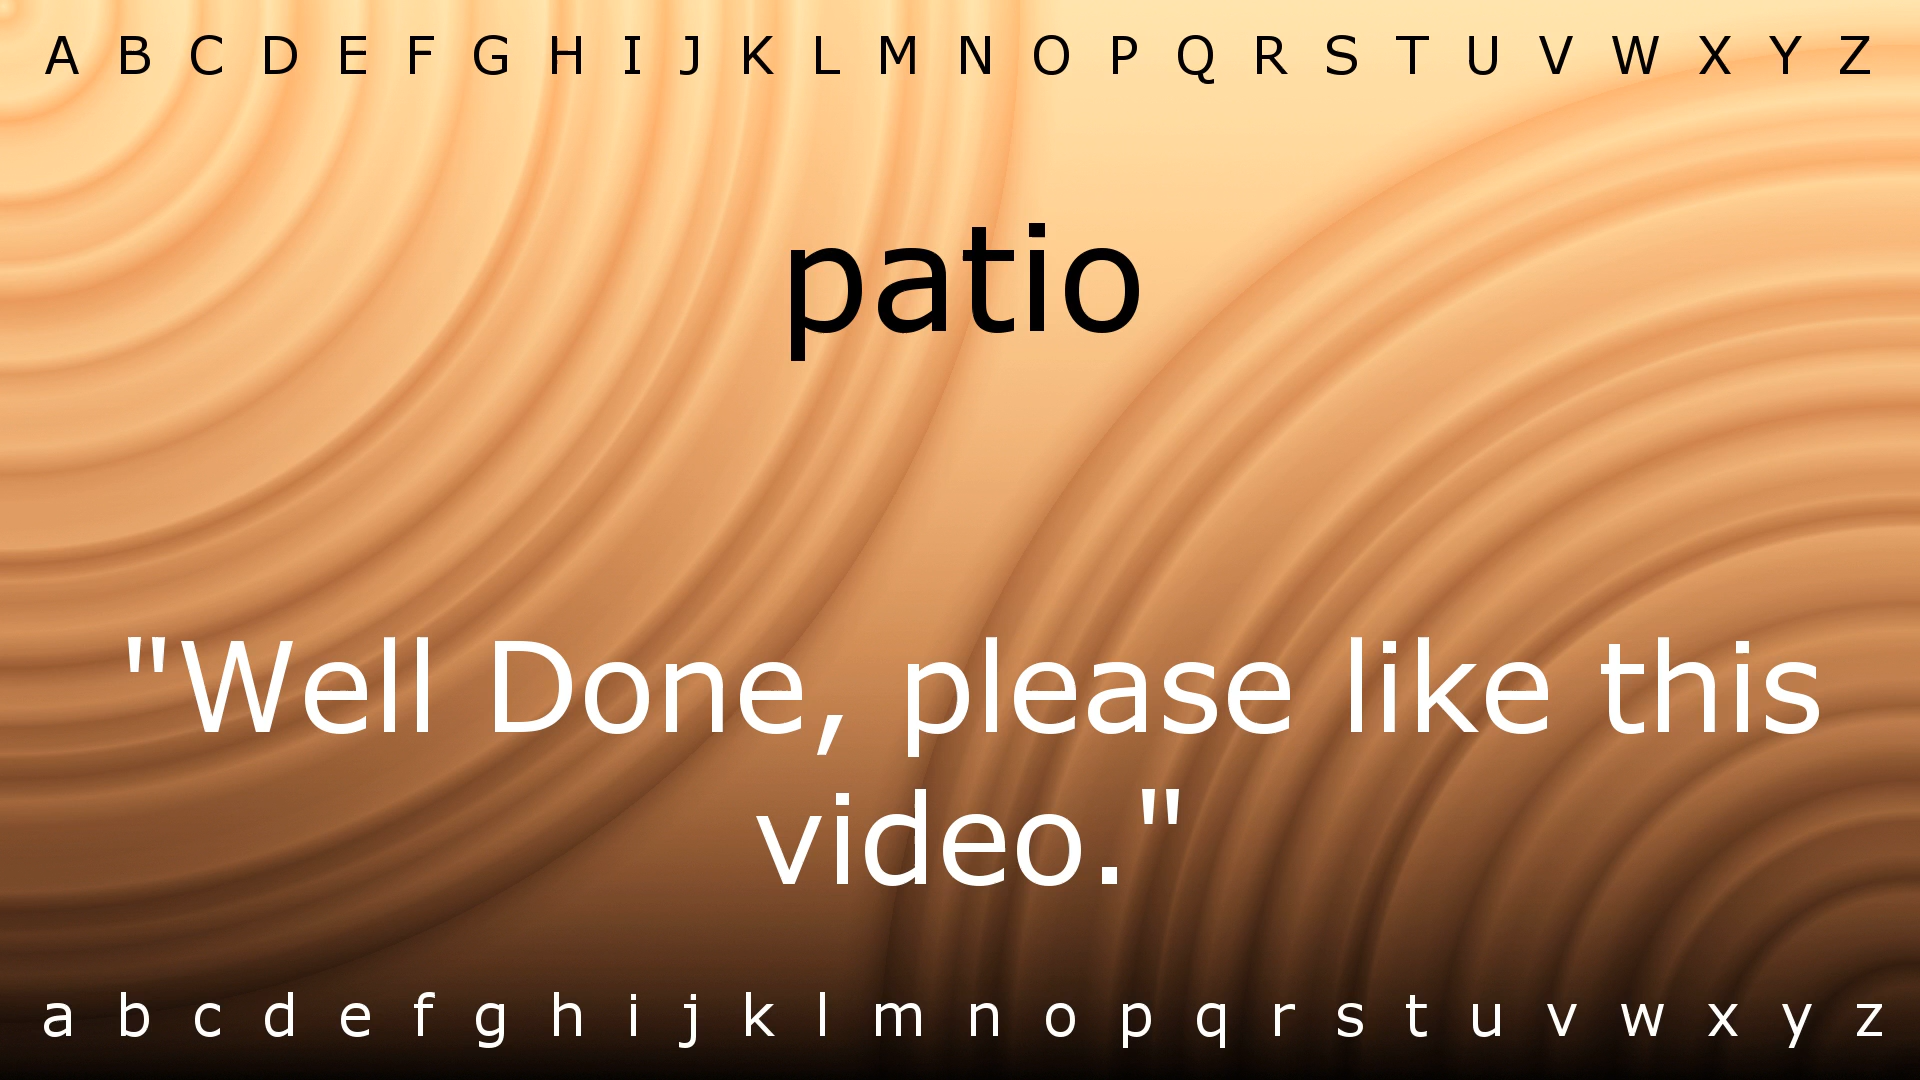 A B C D E F G H I J K L M N O P Q R S T U V W X Y Z
patio
"Well Done, please like this
video."
a b c d e f g h i j k l m n o p q r s t u v w x y z